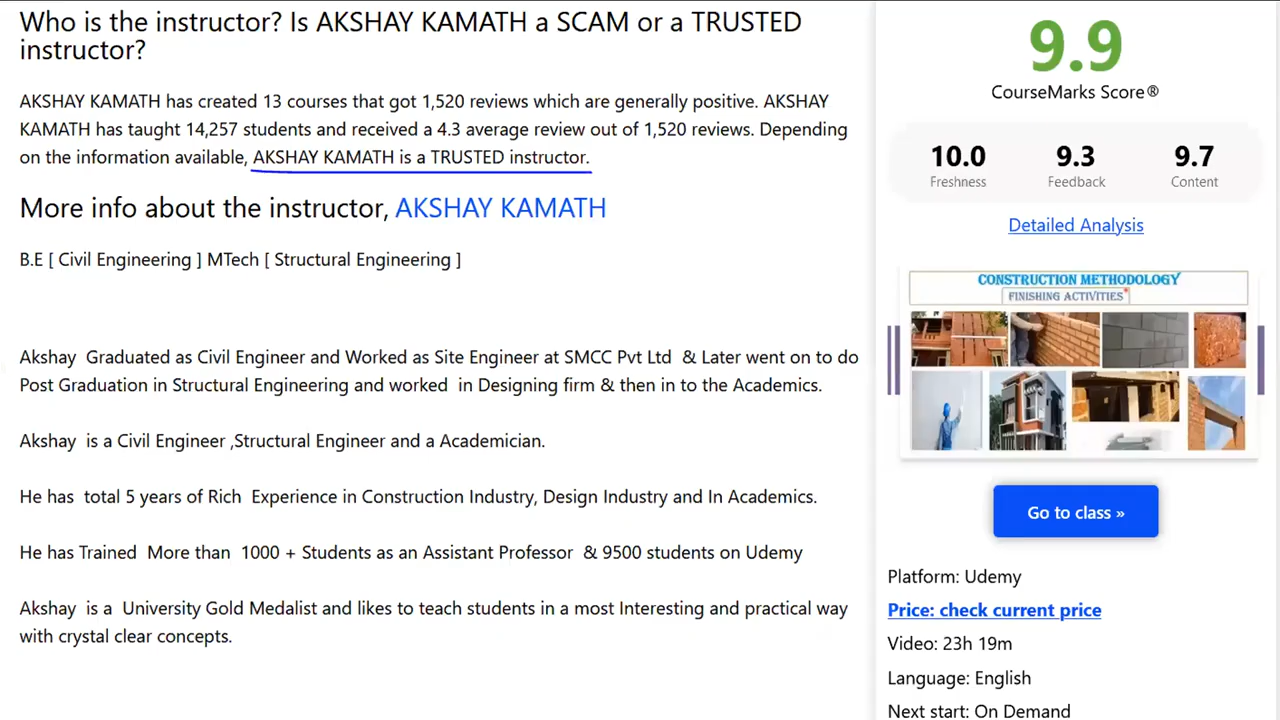 Who is the instructor? Is AKSHAY KAMATH a SCAM or a TRUSTED
instructor?
AKSHAY KAMATH has created 13 courses that got 1,520 reviews which are generally positive. AKSHAY
KAMATH has taught 14,257 students and received a 4.3 average review out of 1,520 reviews. Depending
on the information available, AKSHAY KAMATH is a TRUSTED instructor.
More info about the instructor, AKSHAY KAMATH
B.E [ Civil Engineering ] MTech [ Structural Engineering ]
Akshay Graduated as Civil Engineer and Worked as Site Engineer at SMCC Pvt Ltd & Later went on to do
Post Graduation in Structural Engineering and worked in Designing firm & then in to the Academics.
Akshay is a Civil Engineer ,Structural Engineer and a Academician.
He has total 5 years of Rich Experience in Construction Industry, Design Industry and In Academics.
He has Trained More than 1000 + Students as an Assistant Professor & 9500 students on Udemy
Akshay is a University Gold Medalist and likes to teach students in a most Interesting and practical way
with crystal clear concepts.
9.9
CourseMarks Score®
10.0 9.3 9.7
Freshness Feedback Content
Detailed Analysis
CONSTRUCTION METHODOLOGY
FINISHING ACTIVITIES
Go to class »
Platform: Udemy
Price: check current price
Video: 23h 19m
Language: English
Next start: On Demand